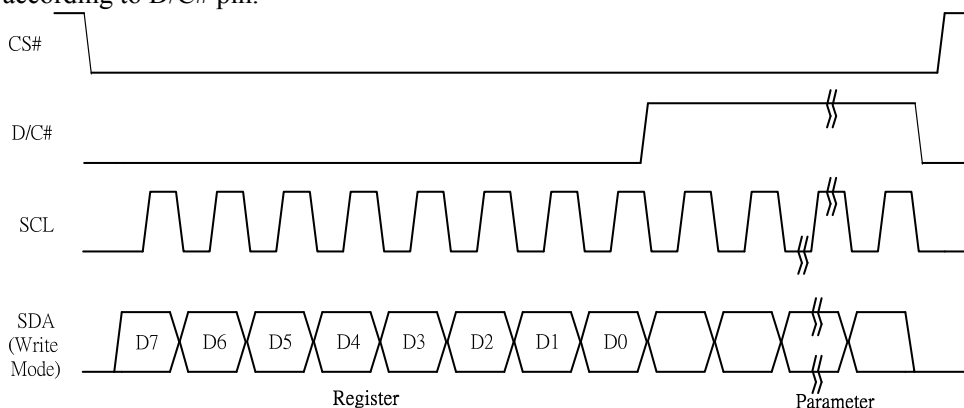 according to D/C# pin.
CS#
D/C#
SCL
SDA
(Write
Mode)
D7 D6 D5 D4 D3 D2 D1 D0
Register
Parameter